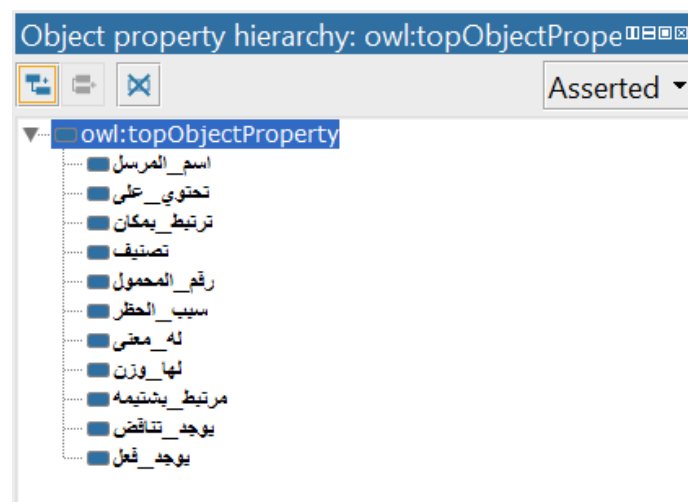 Object property hierarchy: owl:topObjectPrope
Asserted
owl:topObjectProperty
اسم_المرسل
تحتوي_على
ترتبط_بمكان
تصنيف
رقم_المحمول
سبب_الحظر
له_معنى
لها_وزن
مرتبط_بشتيمه
يوجد_تناقض
يوجد_فعل